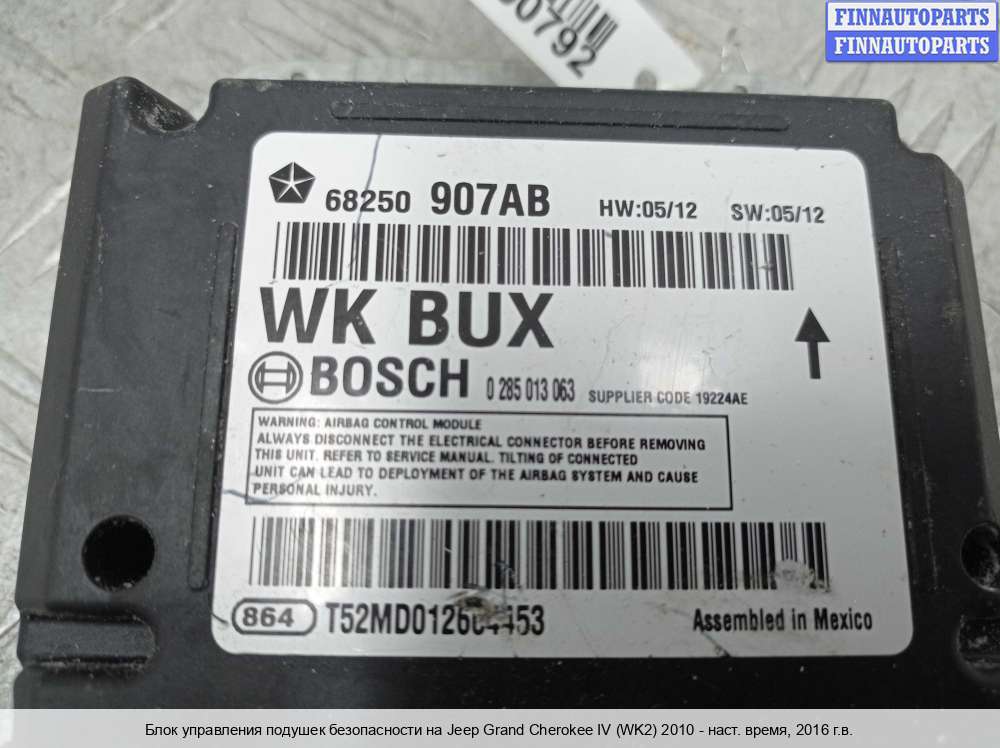 FINNAUTOPARTS
FINNAUTOPARTS
68250 907AB HW:05/12 SW:05/12
WK BUX
BOSCH 0 285 013 063 SUPPLIER CODE 19224AE
WARNING: AIRBAG CONTROL MODULE
ALWAYS DISCONNECT THE ELECTRICAL CONNECTOR BEFORE REMOVING
THIS UNIT. REFER TO SERVICE MANUAL. TILTING OF CONNECTED
UNIT CAN LEAD TO DEPLOYMENT OF THE AIRBAG SYSTEM AND CAUSE
PERSONAL INJURY.
864 Assembled in Mexico
Блок управления подушек безопасности на Jeep Grand Cherokee IV (WK2) 2010 - наст. время, 2016 г.в.